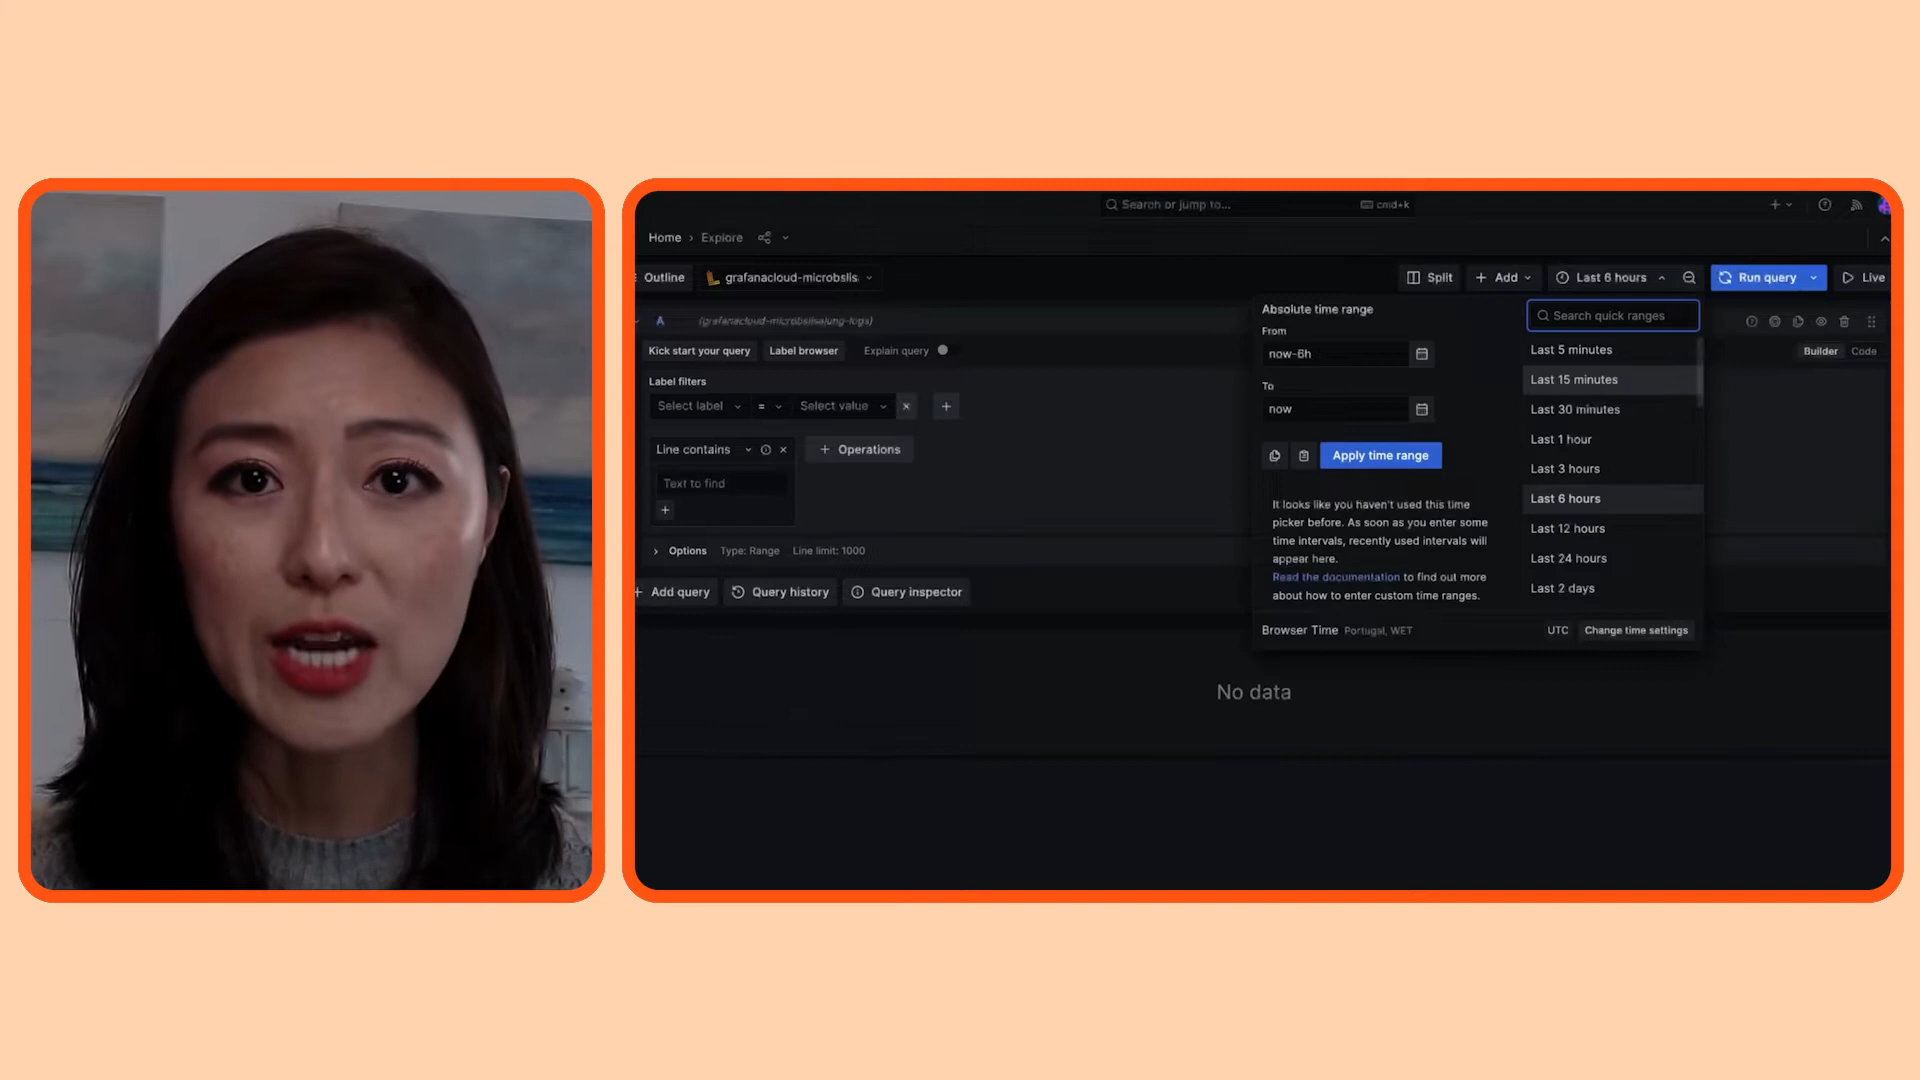 Search or jump to... cmd+k
Home › Explore
Outline grafanacloud-microbslis Split + Add Last 6 hours Run query Live
A
Kick start your query Label browser Explain query Builder Code
Label filters
Select label = Select value × +
Line contains × + Operations
Text to find
+
Options Type: Range Line limit: 1000
+ Add query Query history Query inspector
Absolute time range
From
now-6h
To
now
Apply time range
It looks like you haven't used this time
picker before. As soon as you enter some
time intervals, recently used intervals will
appear here.
Read the documentation to find out more
about how to enter custom time ranges.
Search quick ranges
Last 5 minutes
Last 15 minutes
Last 30 minutes
Last 1 hour
Last 3 hours
Last 6 hours
Last 12 hours
Last 24 hours
Last 2 days
Browser Time Portugal, WET UTC Change time settings
No data